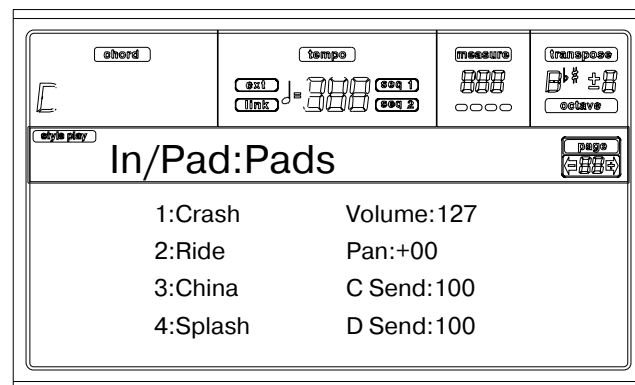 chord
tempo
measure
transpose
ext
seq 1
link
seq 2
octave
style play
In/Pad:Pads
page
1:Crash Volume:127
2:Ride Pan:+00
3:China C Send:100
4:Splash D Send:100